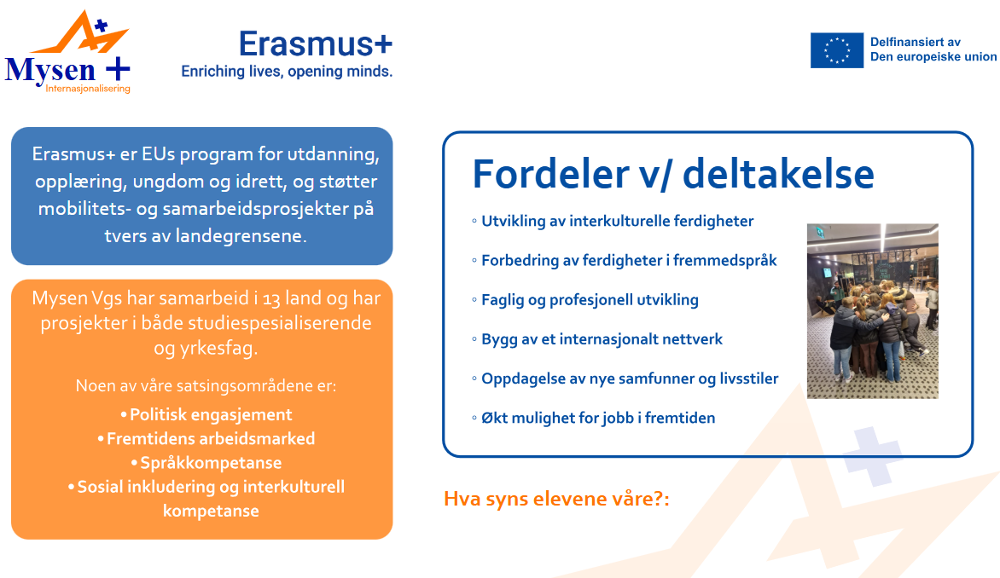 Mysen +
Internasjonalisering
Erasmus+
Enriching lives, opening minds.
Delfinansiert av
Den europeiske union
Erasmus+ er EUs program for utdanning,
opplæring, ungdom og idrett, og støtter
mobilitets- og samarbeidsprosjekter på
tvers av landegrensene.
Mysen Vgs har samarbeid i 13 land og har
prosjekter i både studiespesialiserende
og yrkesfag.
Noen av våre satsingsområdene er:
• Politisk engasjement
• Fremtidens arbeidsmarked
• Språkkompetanse
• Sosial inkludering og interkulturell
kompetanse
Fordeler v/ deltakelse
◦ Utvikling av interkulturelle ferdigheter
◦ Forbedring av ferdigheter i fremmedspråk
◦ Faglig og profesjonell utvikling
◦ Bygg av et internasjonalt nettverk
◦ Oppdagelse av nye samfunner og livsstiler
◦ Økt mulighet for jobb i fremtiden
Hva syns elevene våre?: